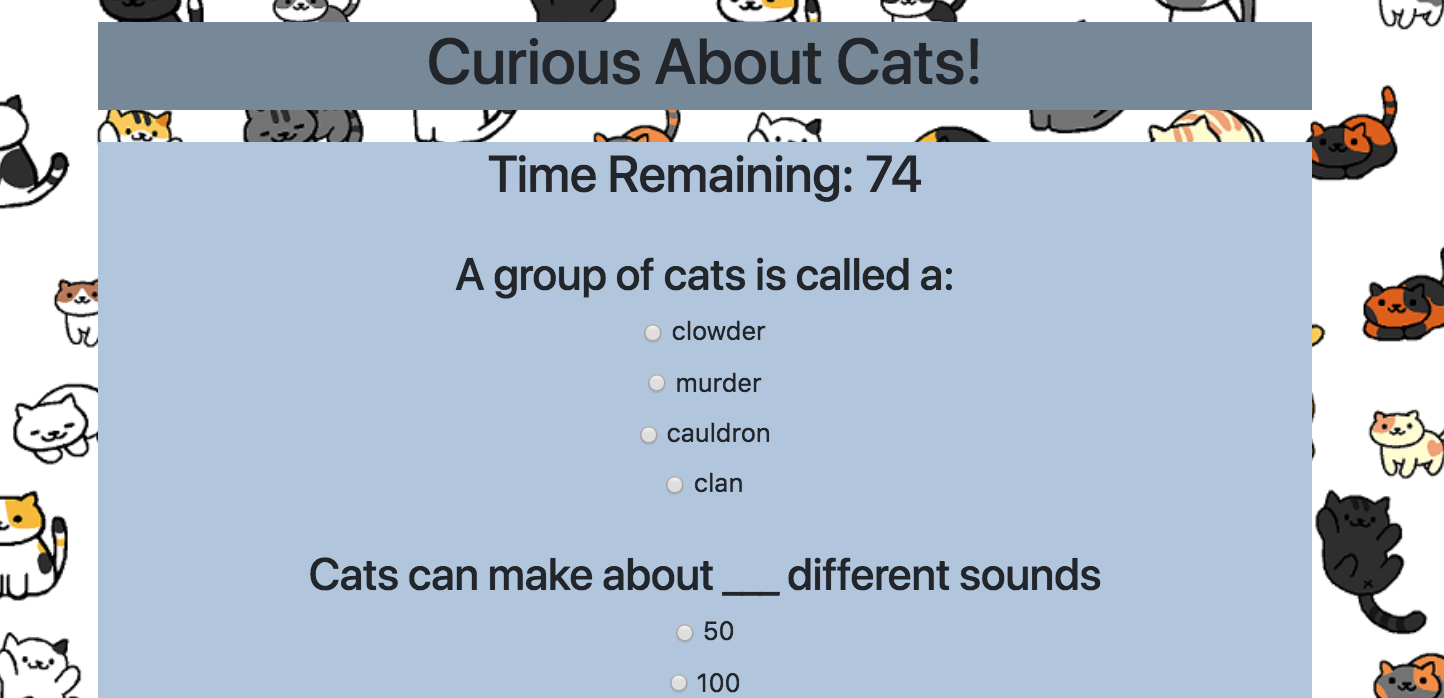 Curious About Cats!
Time Remaining: 74
A group of cats is called a:
clowder
murder
cauldron
clan
Cats can make about ___ different sounds
50
100